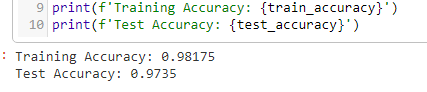 9 print(f'Training Accuracy: {train_accuracy}')
10 print(f'Test Accuracy: {test_accuracy}')
: Training Accuracy: 0.98175
Test Accuracy: 0.9735